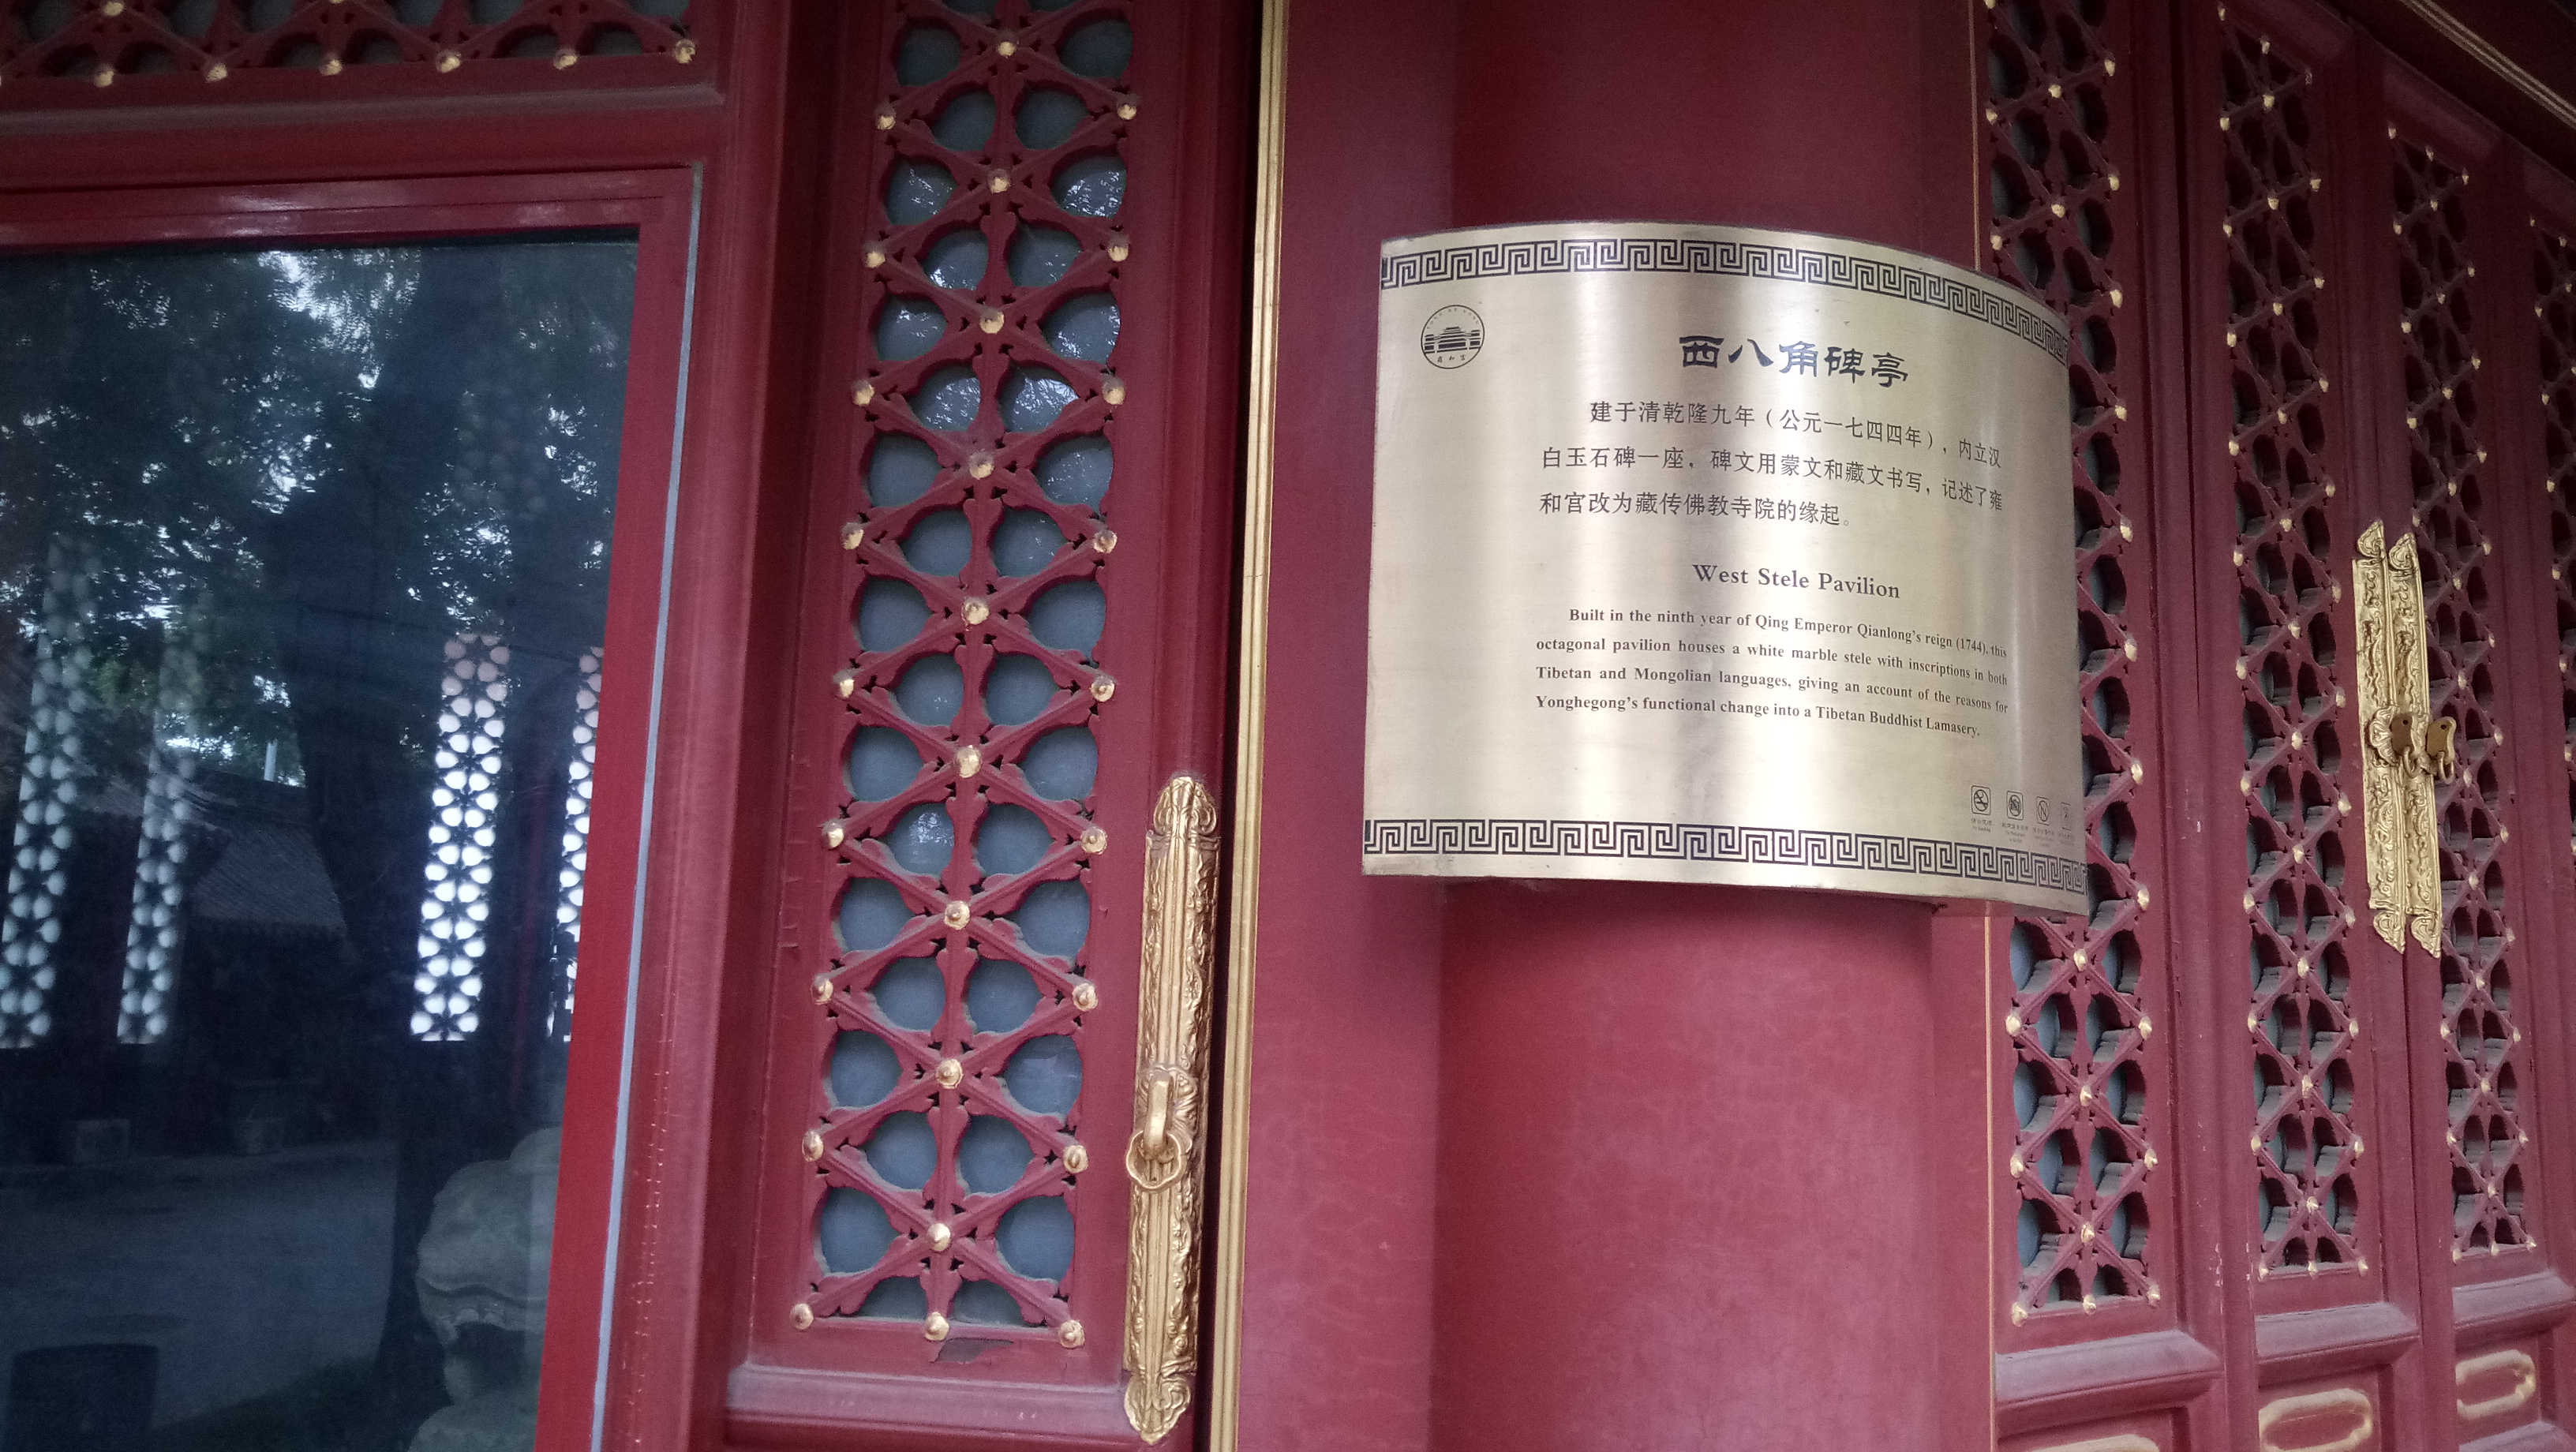 雍和宫
西八角碑亭
建于清乾隆九年（公元一七四四年），内立汉
白玉石碑一座，碑文用蒙文和藏文书写，记述了雍
和宫改为藏传佛教寺院的缘起。
West Stele Pavilion
Built in the ninth year of Qing Emperor Qianlong's reign (1744), this
octagonal pavilion houses a white marble stele with inscriptions in both
Tibetan and Mongolian languages, giving an account of the reasons for
Yonghegong's functional change into a Tibetan Buddhist Lamasery.